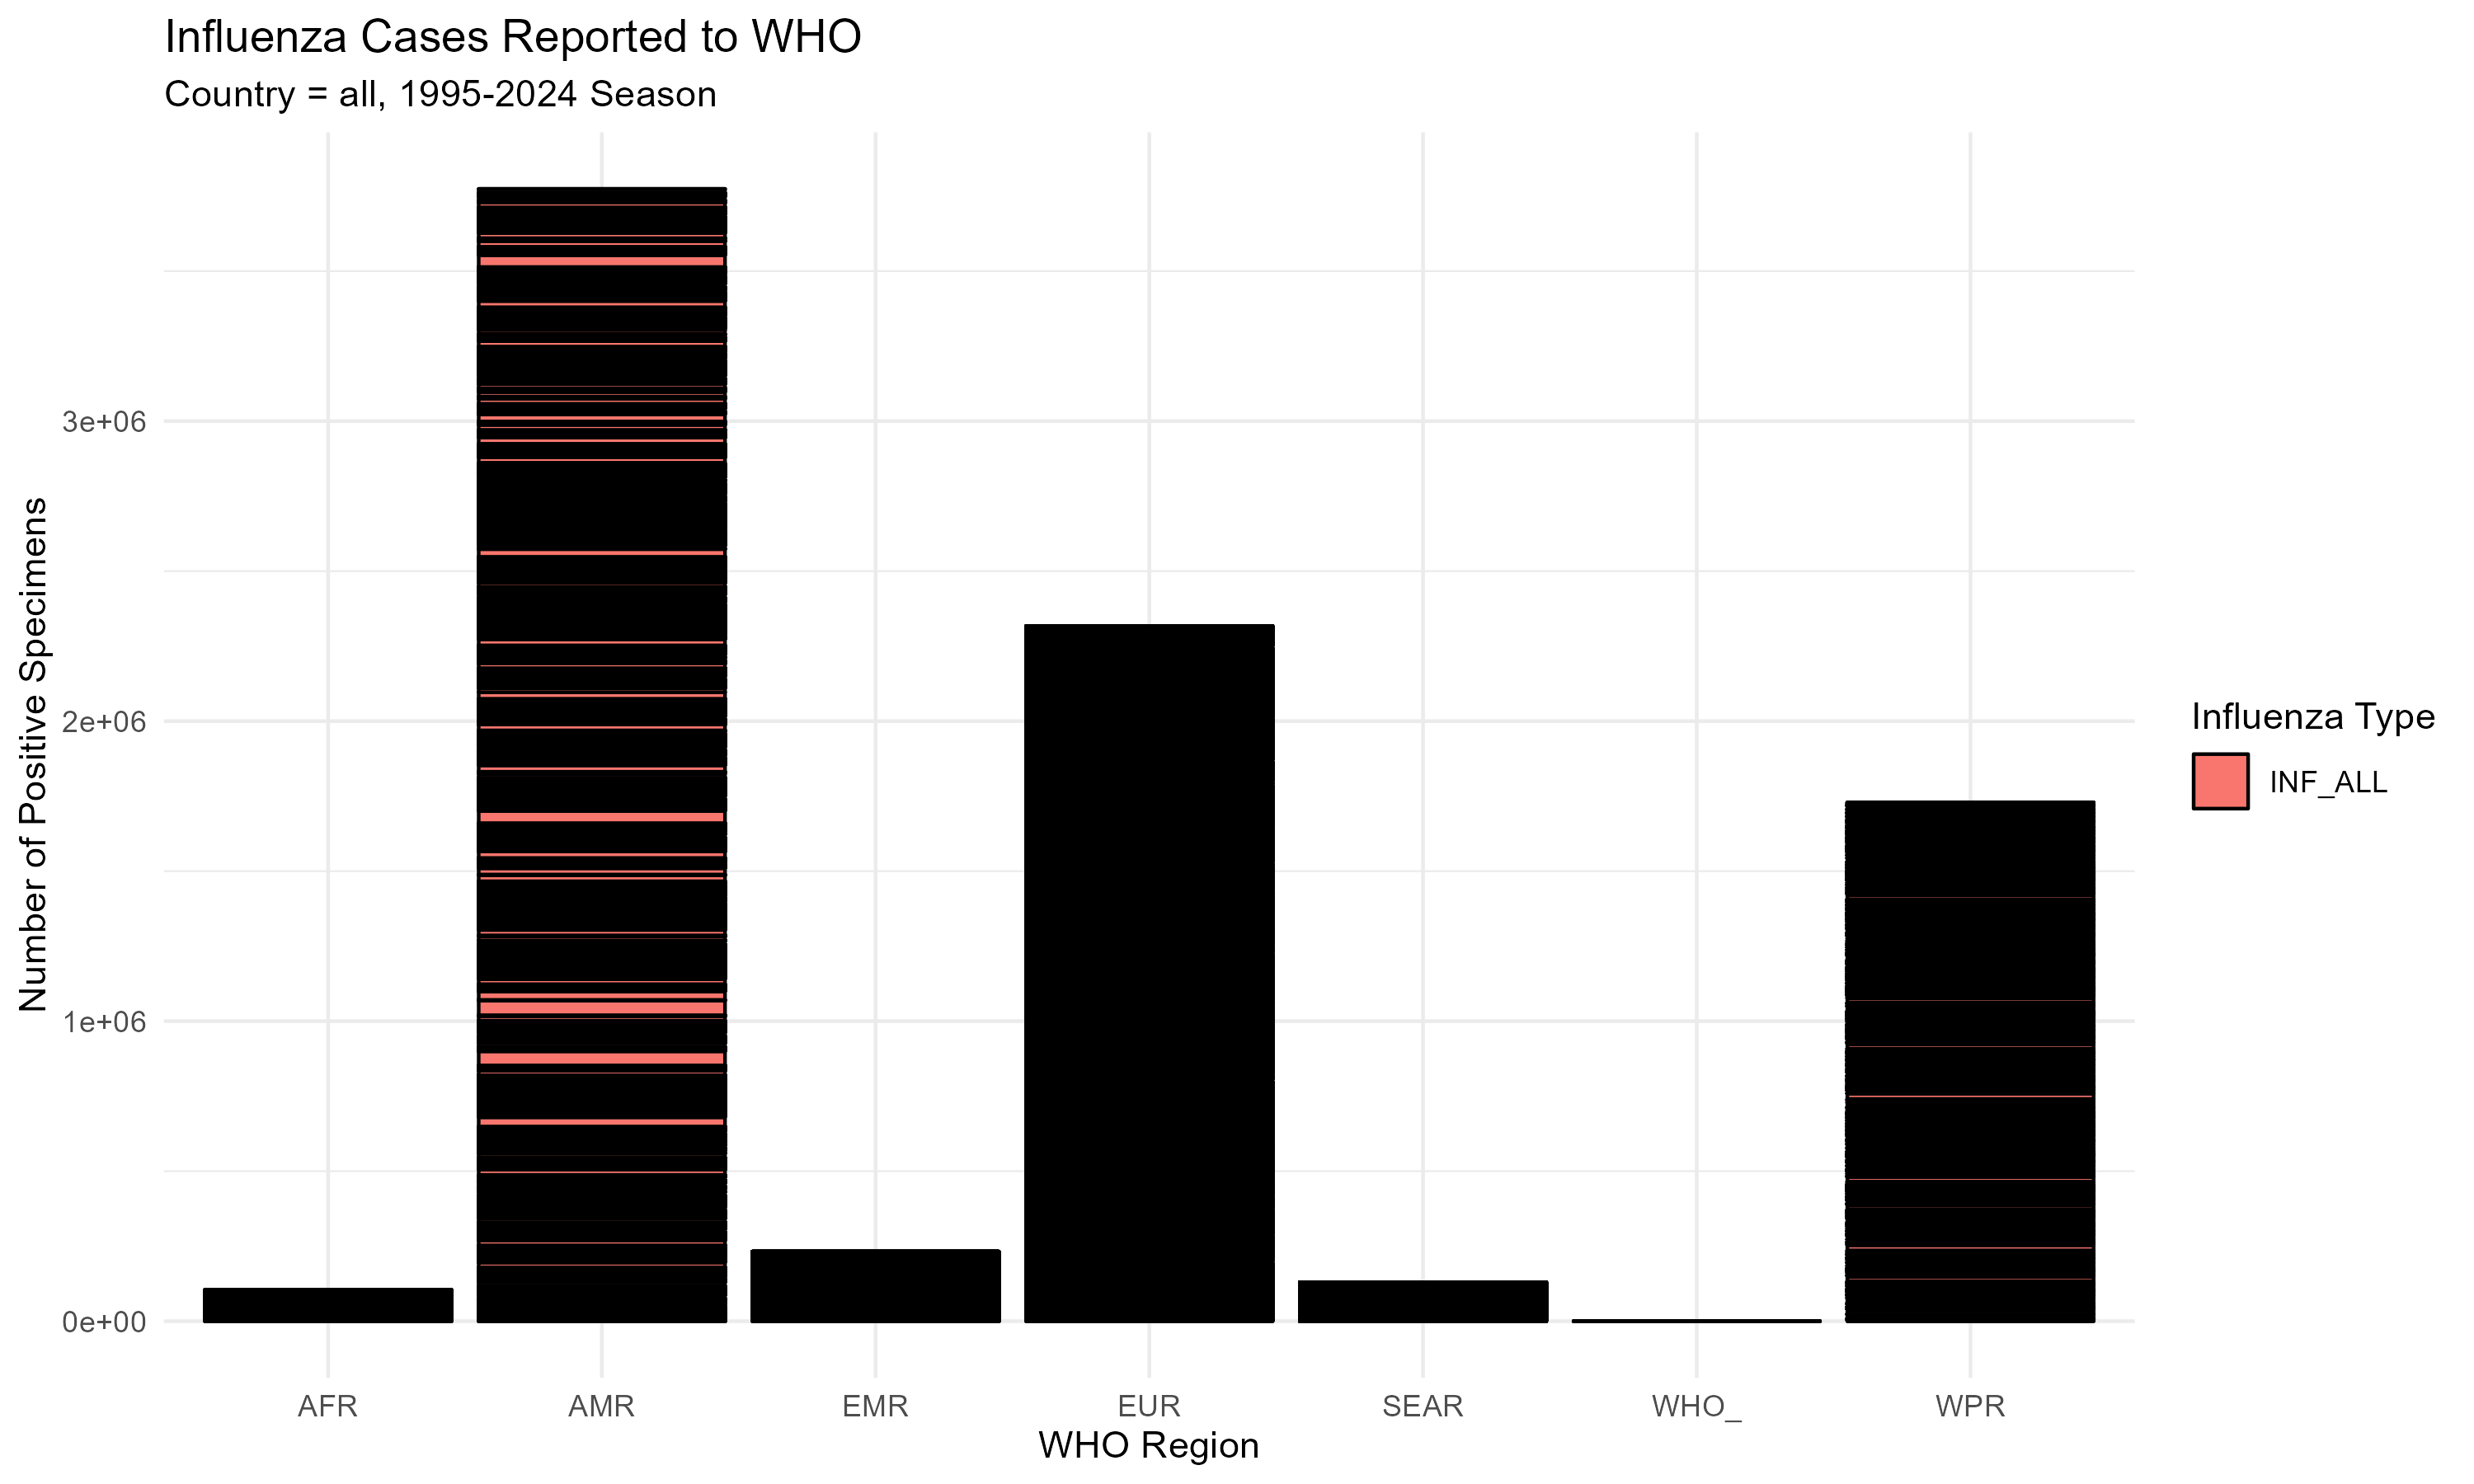 Influenza Cases Reported to WHO
Country = all, 1995-2024 Season
Number of Positive Specimens
3e+06
2e+06
1e+06
0e+00
AFR
AMR
EMR
EUR
SEAR
WHO_
WPR
WHO Region
Influenza Type
INF_ALL